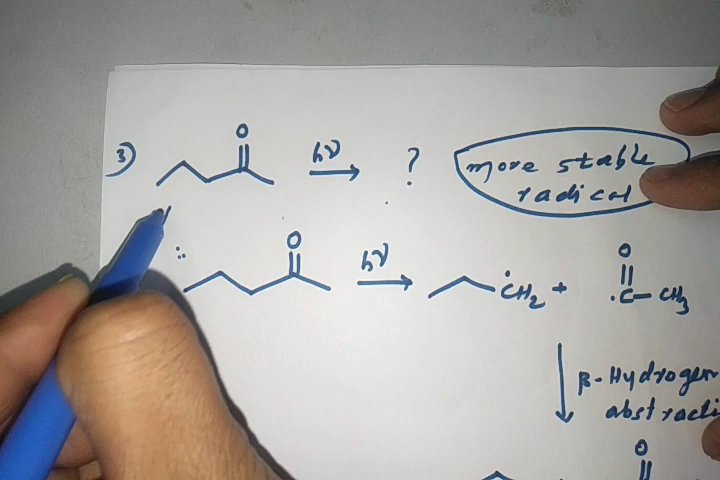 3) O hν ? more stable
radical
∴ O hν ĊH₂ + O
.C-CH₃
β-Hydrogen
abstracti
O